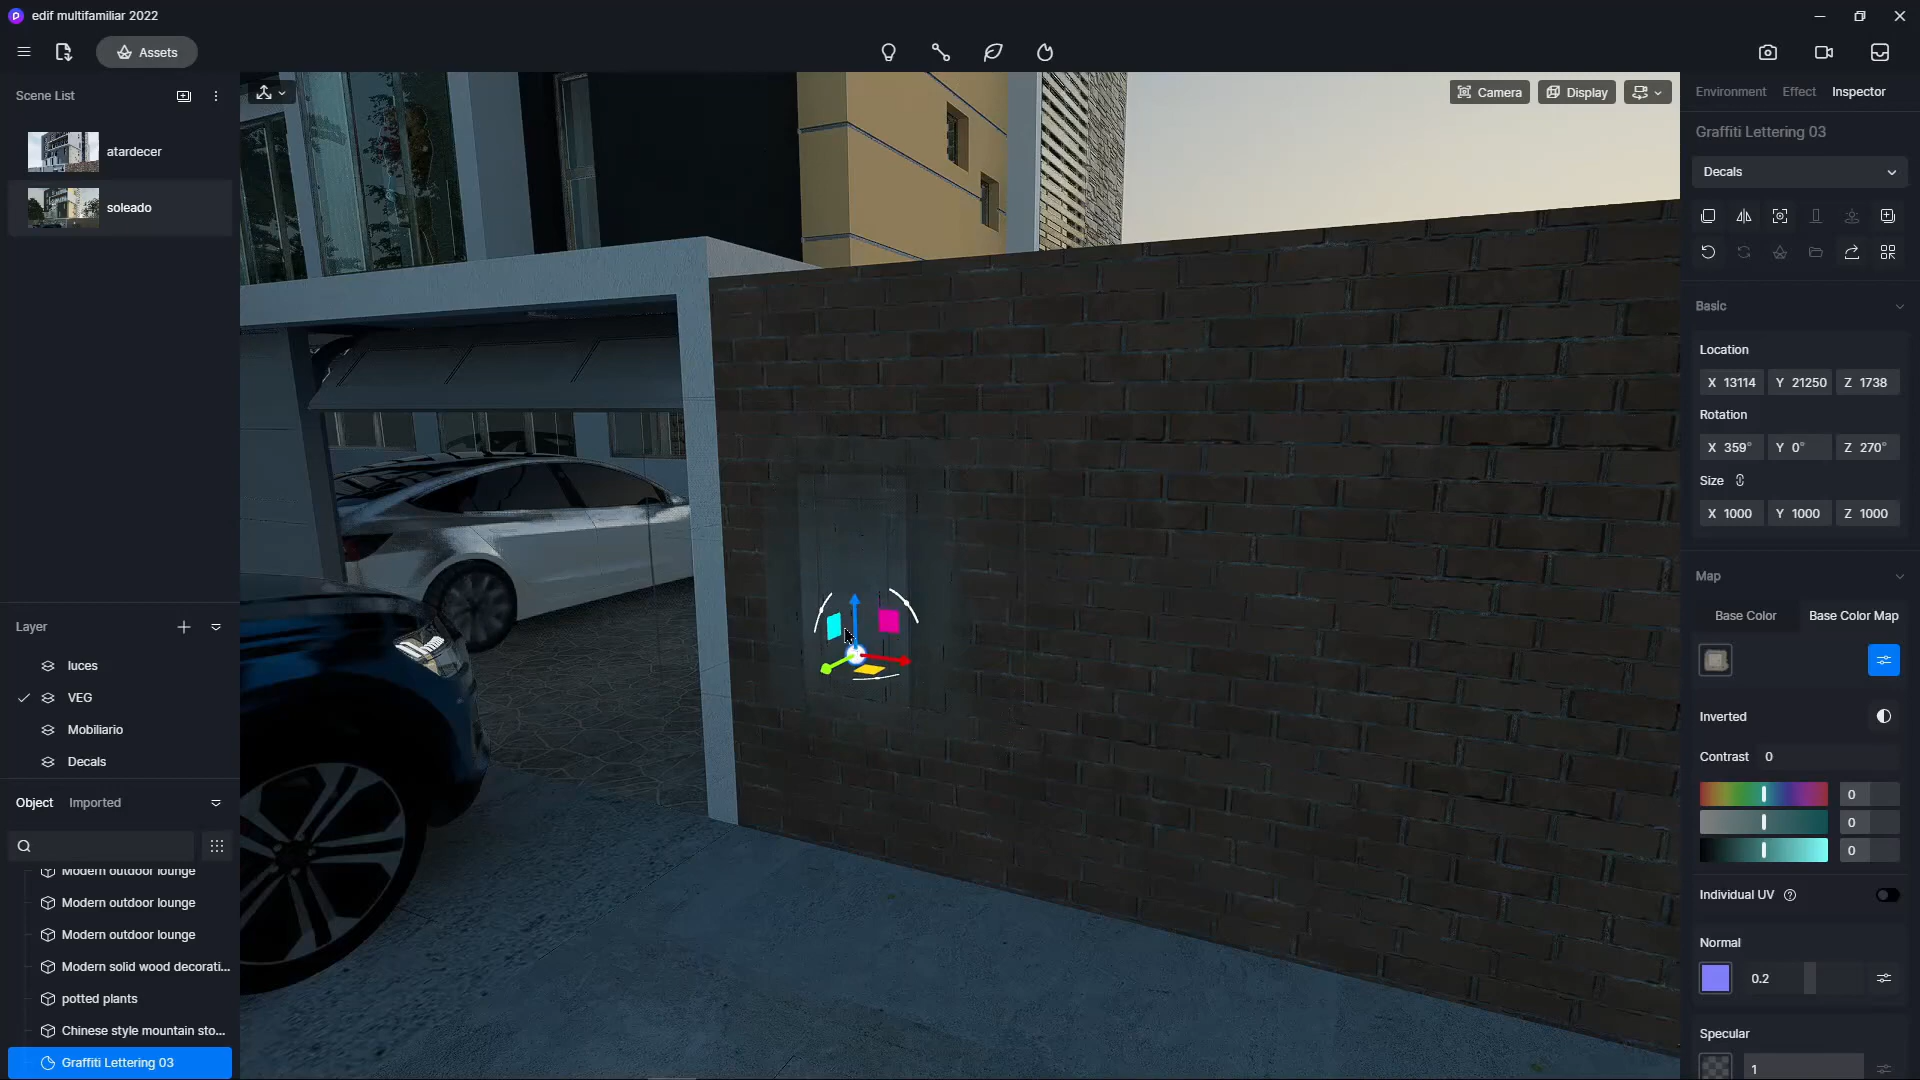 edif multifamiliar 2022
Assets
Scene List
atardecer
soleado
Camera
Display
Environment Effect Inspector
Graffiti Lettering 03
Decals
Basic
Location
X 13114 Y 21250 Z 1738
Rotation
X 359° Y 0° Z 270°
Size
X 1000 Y 1000 Z 1000
Map
Base Color Base Color Map
Inverted
Contrast 0
0
0
0
Individual UV
Normal
0.2
Specular
1
Layer
luces
VEG
Mobiliario
Decals
Object Imported
Modern outdoor lounge
Modern outdoor lounge
Modern outdoor lounge
Modern solid wood decorati...
potted plants
Chinese style mountain sto...
Graffiti Lettering 03